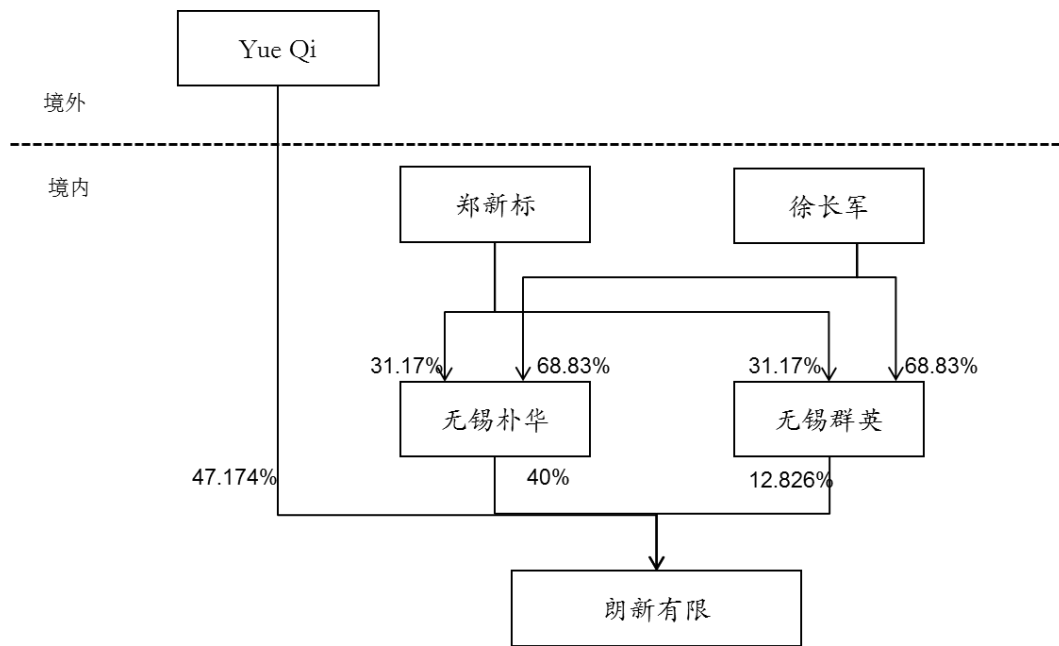 Yue Qi
境外
境内
郑新标
徐长军
31.17%
68.83%
31.17%
68.83%
无锡朴华
无锡群英
47.174%
40%
12.826%
朗新有限